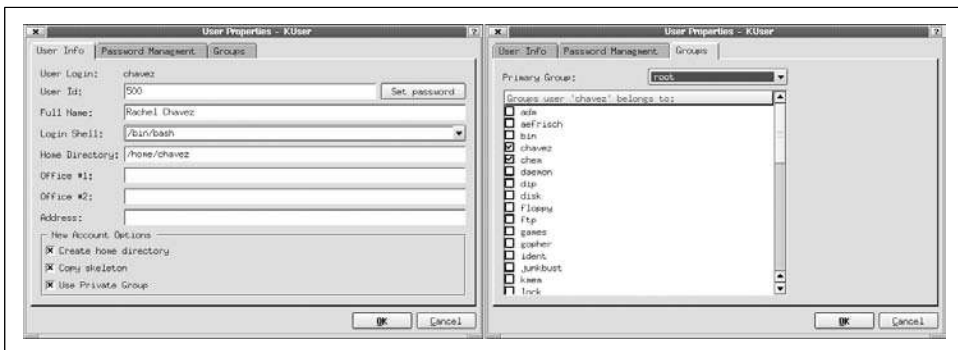 User Properties - KUser
User Info Password Managment Groups
User Login: chavez
User Id: 500 Set password
Full Name: Rachel Chavez
Login Shell: /bin/bash
Home Directory: /home/chavez
Office #1:
Office #2:
Address:
New Account Options
Create home directory
Copy skeleton
Use Private Group
OK Cancel
User Properties - KUser
User Info Password Managment Groups
Primary Group: root
Groups user 'chavez' belongs to:
adm
aefrisch
bin
chavez
chem
daemon
dip
disk
floppy
ftp
games
gopher
ident
junkbust
kmem
lock
OK Cancel